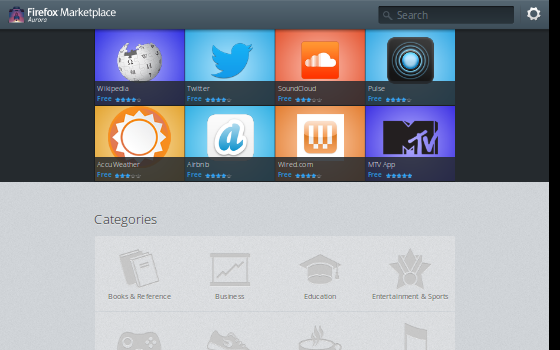 Firefox Marketplace
Aurora
Search
Wikipedia
Free
Twitter
Free
SoundCloud
Free
Pulse
Free
AccuWeather
Free
Airbnb
Free
Wired.com
Free
MTV App
Free
Categories
Books & Reference
Business
Education
Entertainment & Sports